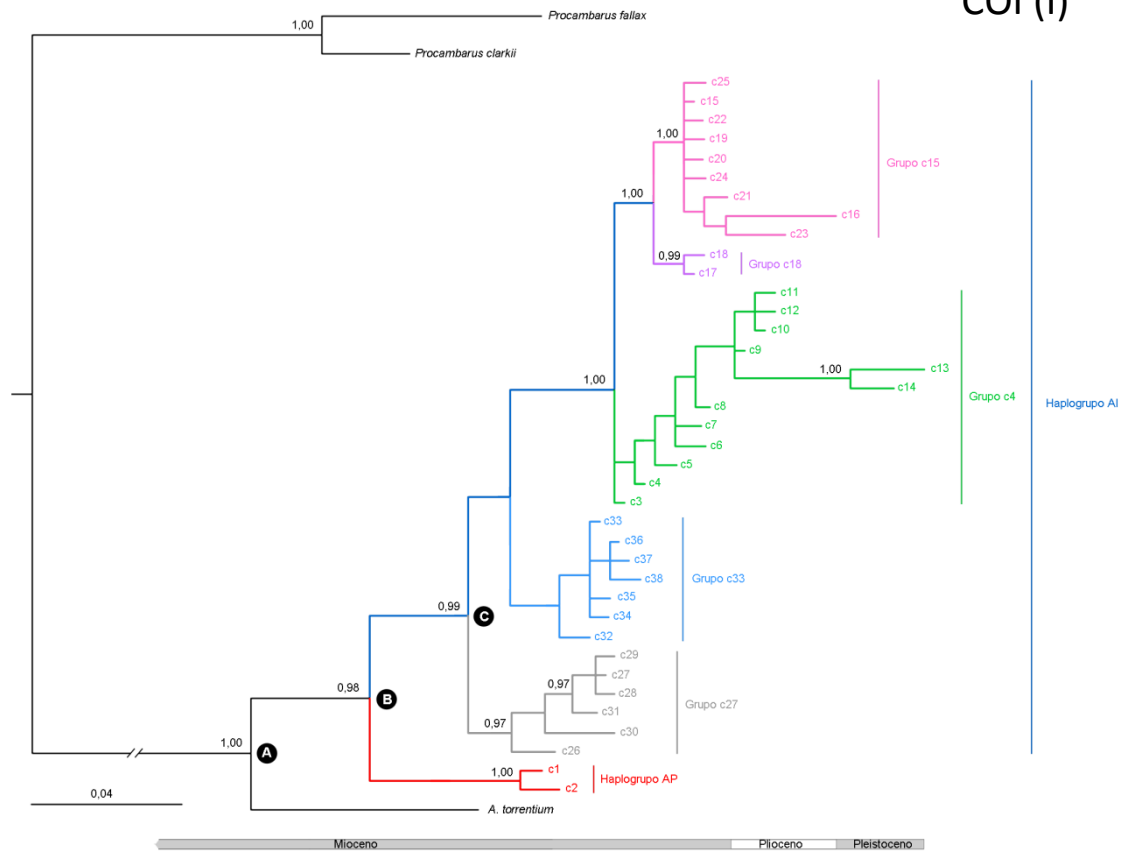 COI (I)
1,00
Procambarus fallax
Procambarus clarkii
c25
c15
c22
1,00
c19
c20
Grupo c15
c24
1,00
c21
c16
c23
0,99
c18
Grupo c18
c17
c11
c12
c10
c9
1,00
c13
1,00
c14
Grupo c4
Haplogrupo AI
c8
c7
c6
c5
c4
c3
c33
c36
c37
c38
Grupo c33
c35
0,99
C
c34
c32
c29
c27
0,97
c28
0,98
B
Grupo c27
c31
0,97
c30
1,00
A
c26
1,00
c1
Haplogrupo AP
c2
0,04
A. torrentium
Mioceno
Plioceno
Pleistoceno